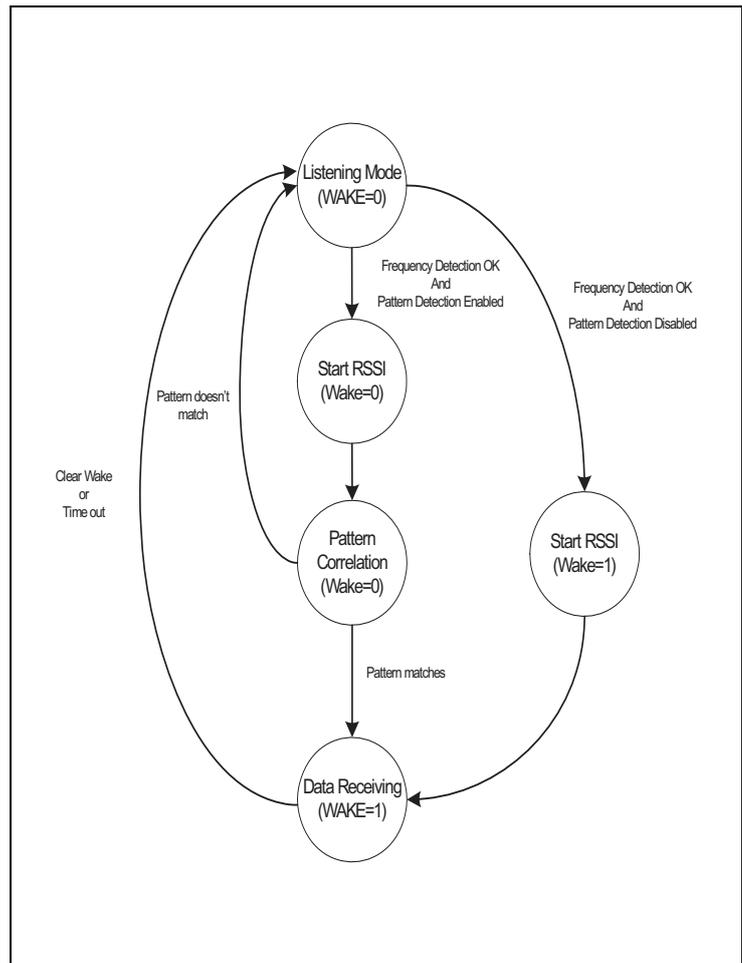 Listening Mode
(WAKE=0)
Frequency Detection OK
And
Pattern Detection Enabled
Frequency Detection OK
And
Pattern Detection Disabled
Start RSSI
(Wake=0)
Pattern doesn't
match
Clear Wake
or
Time out
Pattern
Correlation
(Wake=0)
Start RSSI
(Wake=1)
Pattern matches
Data Receiving
(WAKE=1)